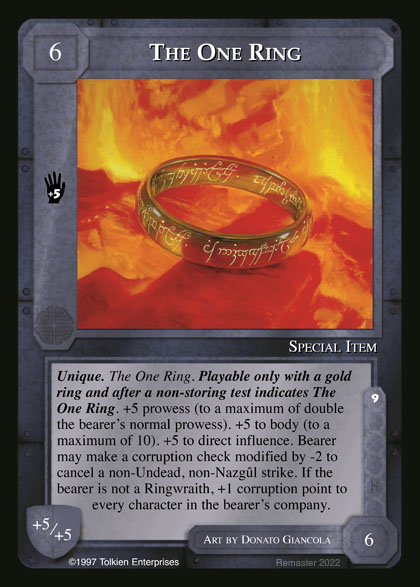 6
THE ONE RING
+5
SPECIAL ITEM
Unique. The One Ring. Playable only with a gold
ring and after a non-storing test indicates The
One Ring. +5 prowess (to a maximum of double
the bearer's normal prowess). +5 to body (to a
maximum of 10). +5 to direct influence. Bearer
may make a corruption check modified by -2 to
cancel a non-Undead, non-Nazgûl strike. If the
bearer is not a Ringwraith, +1 corruption point to
every character in the bearer's company.
9
H
+5/+5
ART BY DONATO GIANCOLA
6
©1997 Tolkien Enterprises
Remaster 2022